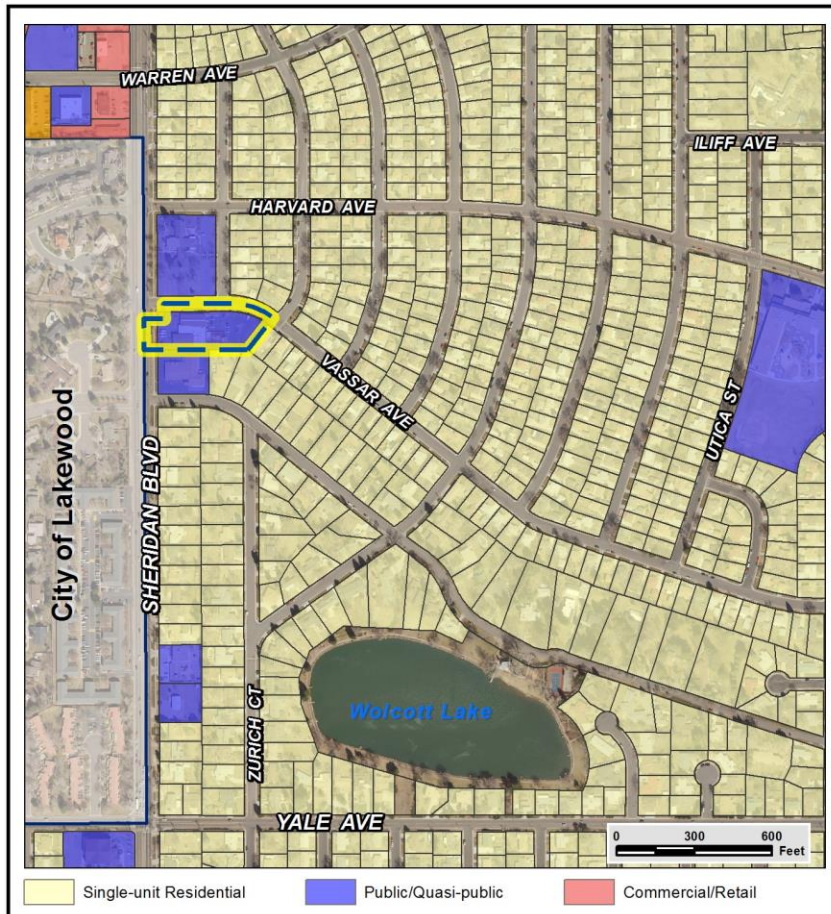 WARREN AVE
ILIFF AVE
HARVARD AVE
VASSAR AVE
UTICA ST
City of Lakewood
SHERIDAN BLVD
ZURICH CT
Wolcott Lake
YALE AVE
0 300 600
Feet
Single-unit Residential
Public/Quasi-public
Commercial/Retail